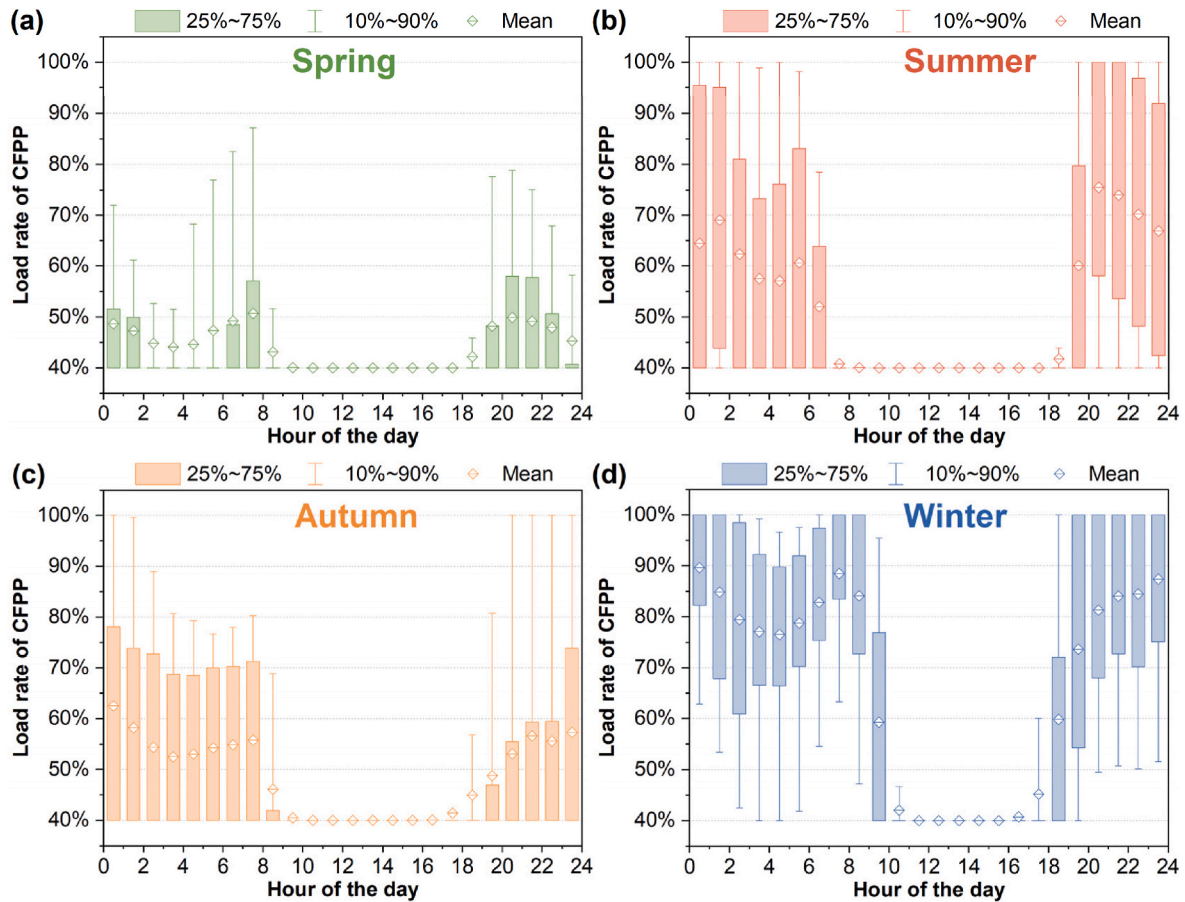 (a)
25%~75% 10%~90% Mean
Spring
Load rate of CFPP
100%
90%
80%
70%
60%
50%
40%
0 2 4 6 8 10 12 14 16 18 20 22 24
Hour of the day
(b)
25%~75% 10%~90% Mean
Summer
Load rate of CFPP
100%
90%
80%
70%
60%
50%
40%
0 2 4 6 8 10 12 14 16 18 20 22 24
Hour of the day
(c)
25%~75% 10%~90% Mean
Autumn
Load rate of CFPP
100%
90%
80%
70%
60%
50%
40%
0 2 4 6 8 10 12 14 16 18 20 22 24
Hour of the day
(d)
25%~75% 10%~90% Mean
Winter
Load rate of CFPP
100%
90%
80%
70%
60%
50%
40%
0 2 4 6 8 10 12 14 16 18 20 22 24
Hour of the day